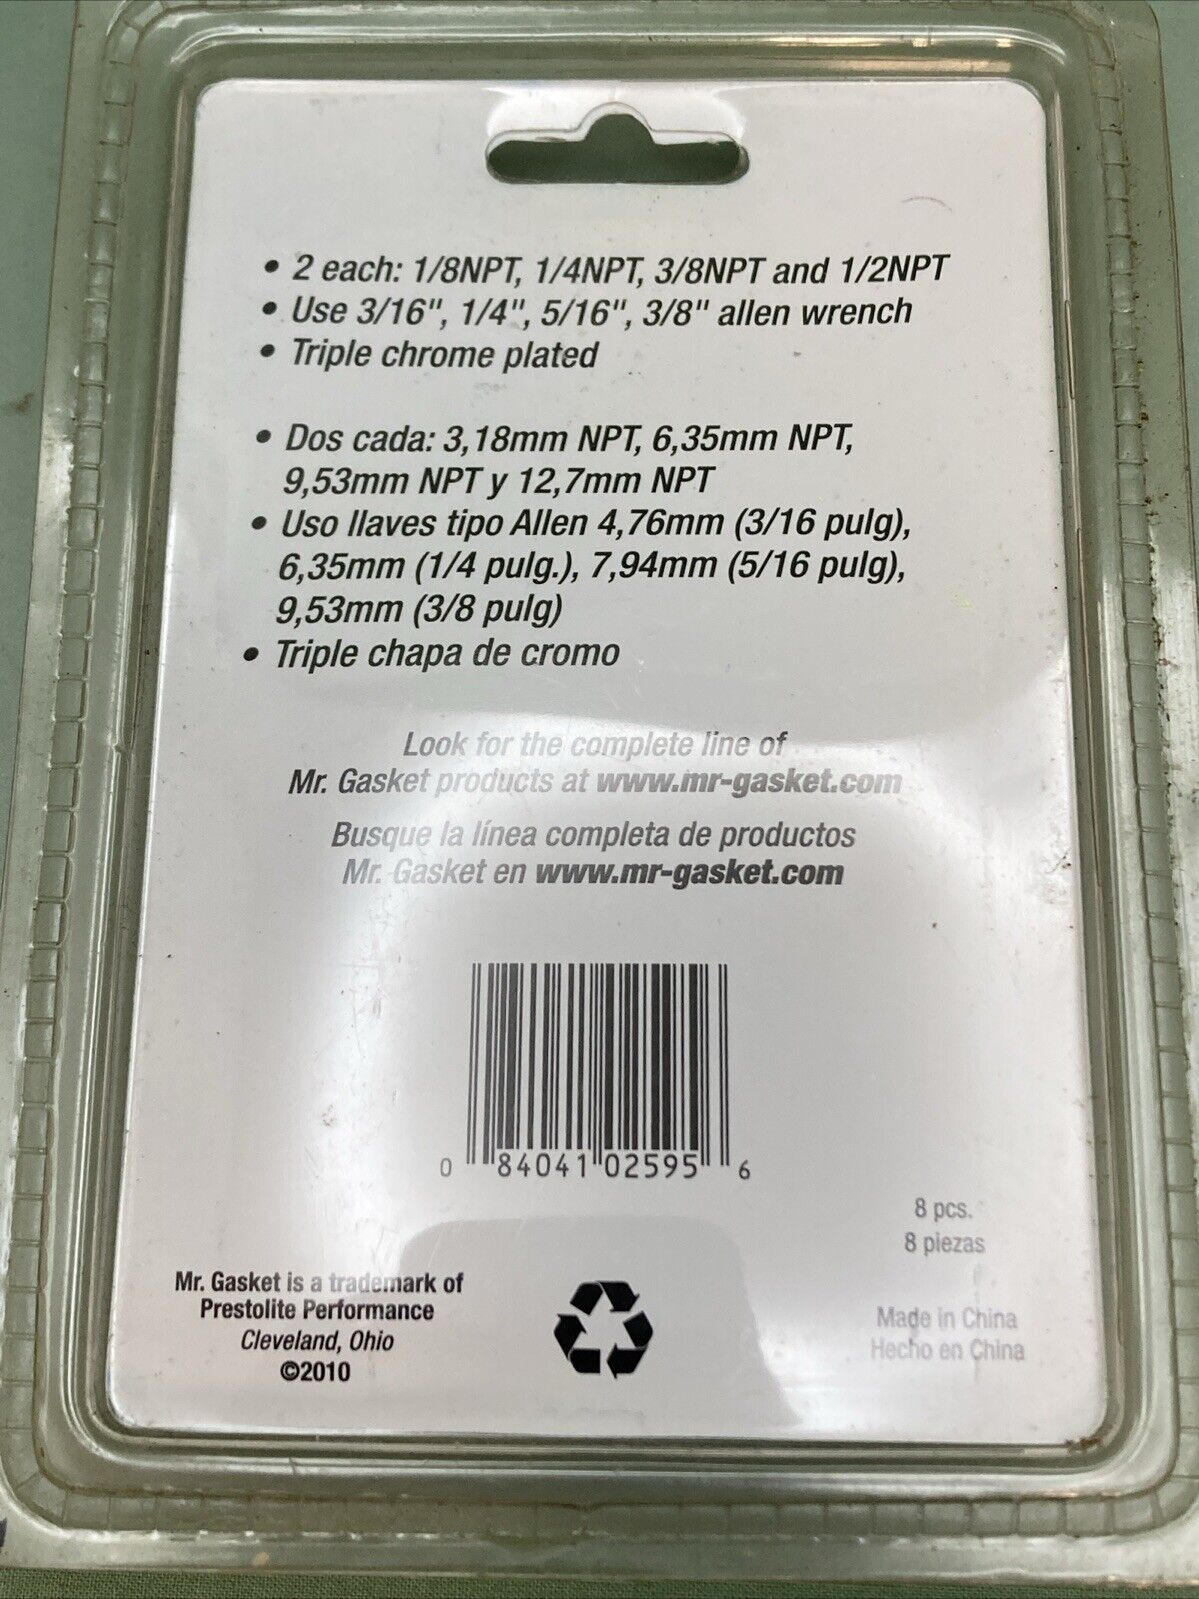 • 2 each: 1/8NPT, 1/4NPT, 3/8NPT and 1/2NPT
• Use 3/16", 1/4", 5/16", 3/8" allen wrench
• Triple chrome plated
• Dos cada: 3,18mm NPT, 6,35mm NPT,
9,53mm NPT y 12,7mm NPT
• Uso llaves tipo Allen 4,76mm (3/16 pulg),
6,35mm (1/4 pulg.), 7,94mm (5/16 pulg),
9,53mm (3/8 pulg)
• Triple chapa de cromo
Look for the complete line of
Mr. Gasket products at www.mr-gasket.com
Busque la línea completa de productos
Mr. Gasket en www.mr-gasket.com
0 84041 02595 6
8 pcs.
8 piezas
Mr. Gasket is a trademark of
Prestolite Performance
Cleveland, Ohio
©2010
Made in China
Hecho en China